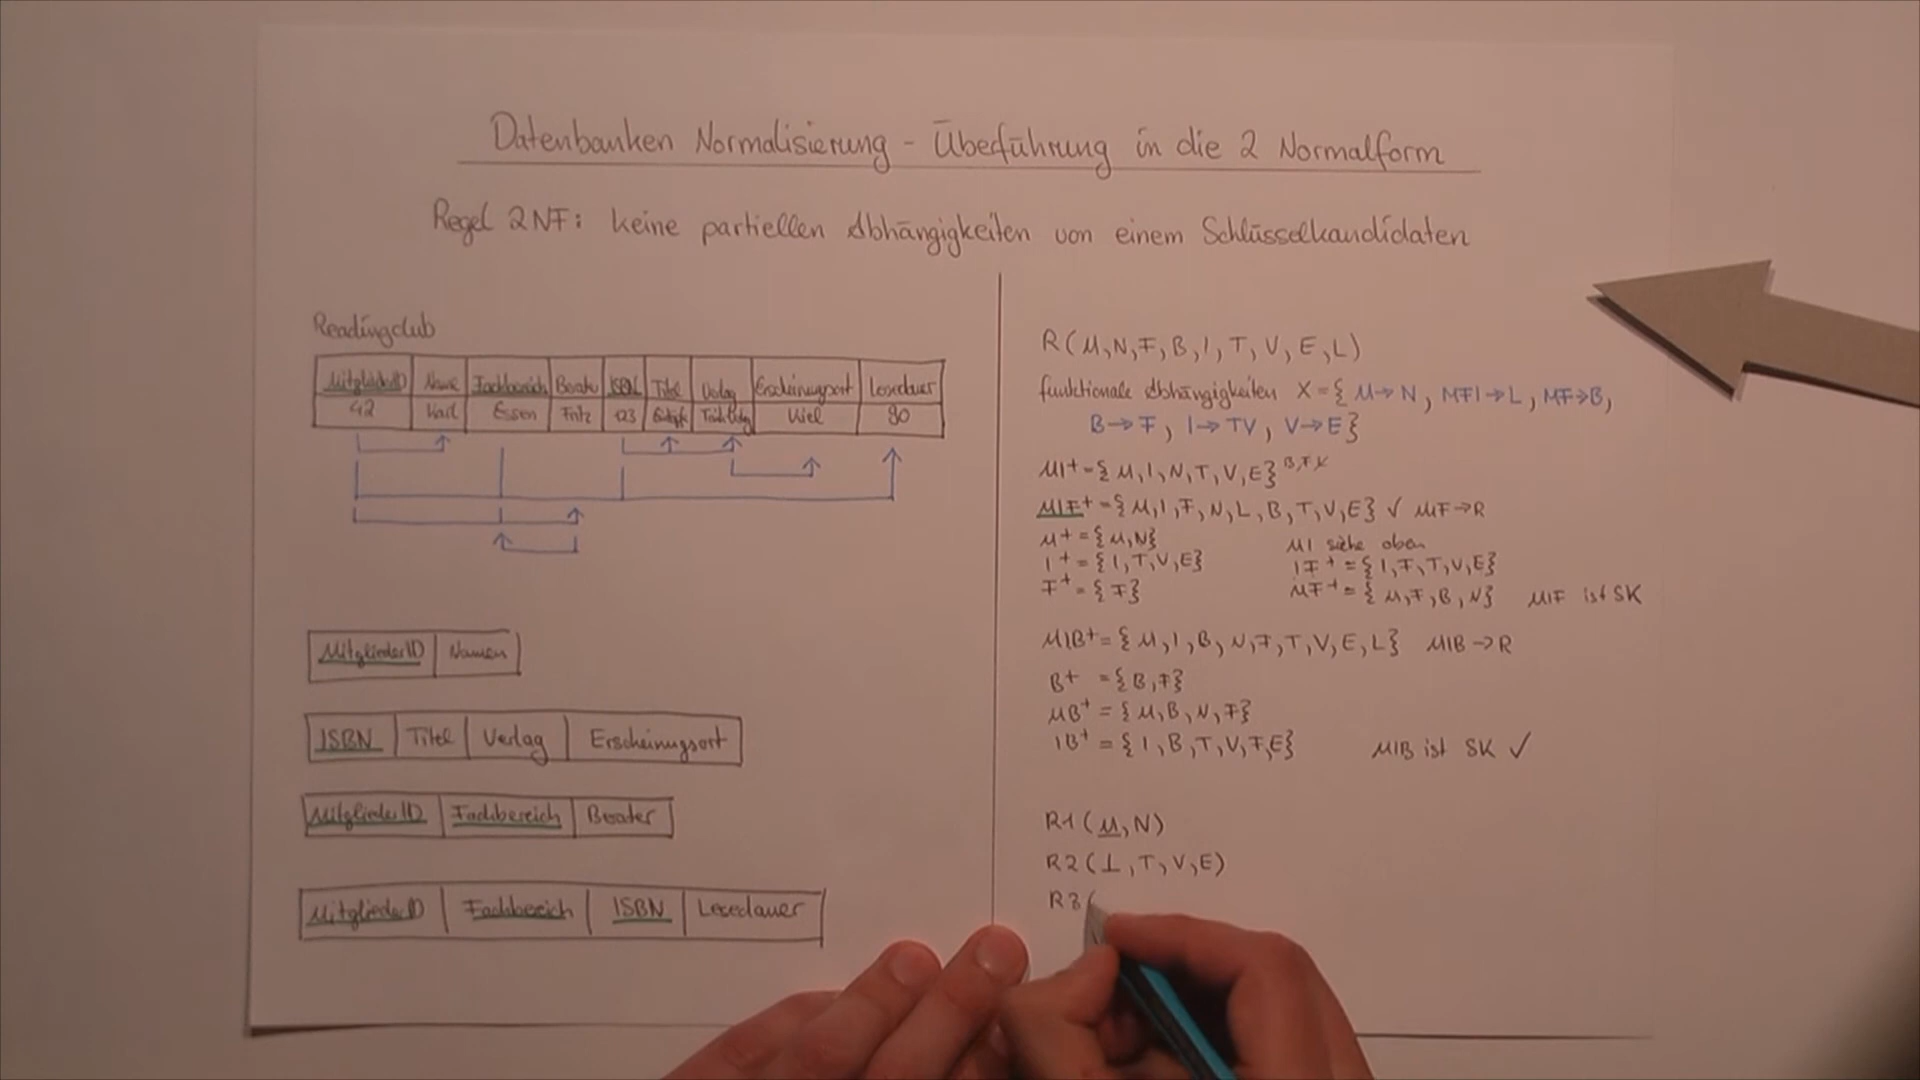 Datenbanken Normalisierung - Überführung in die 2 Normalform
Regel 2NF: keine partiellen Abhängigkeiten von einem Schlüsselkandidaten
Readingclub
MitgliederID Name Fachbereich Berater ISBN Titel Verlag Erscheinungsort Lesedauer
42 Karl Essen Fritz 123 Kiel 90
MitgliederID Namen
ISBN Titel Verlag Erscheinungsort
MitgliederID Fachbereich Berater
MitgliederID Fachbereich ISBN Lesedauer
R(M,N,F,B,I,T,V,E,L)
funktionale Abhängigkeiten X={ M→N, MFI→L, MF→B,
B→F, I→TV, V→E}
MI+={ M,I,N,T,V,E}
MIF+={M,I,F,N,L,B,T,V,E} ✓ MF→R
M+={M,N} MI siehe oben
I+={I,T,V,E} IF+={I,F,T,V,E}
F+={F} MF+={M,F,B,N} MIF ist SK
MIB+={M,I,B,N,F,T,V,E,L} MIB→R
B+ ={B,F}
MB+={M,B,N,F}
IB+={I,B,T,V,F,E} MIB ist SK ✓
R1(M,N)
R2(I,T,V,E)
R3(